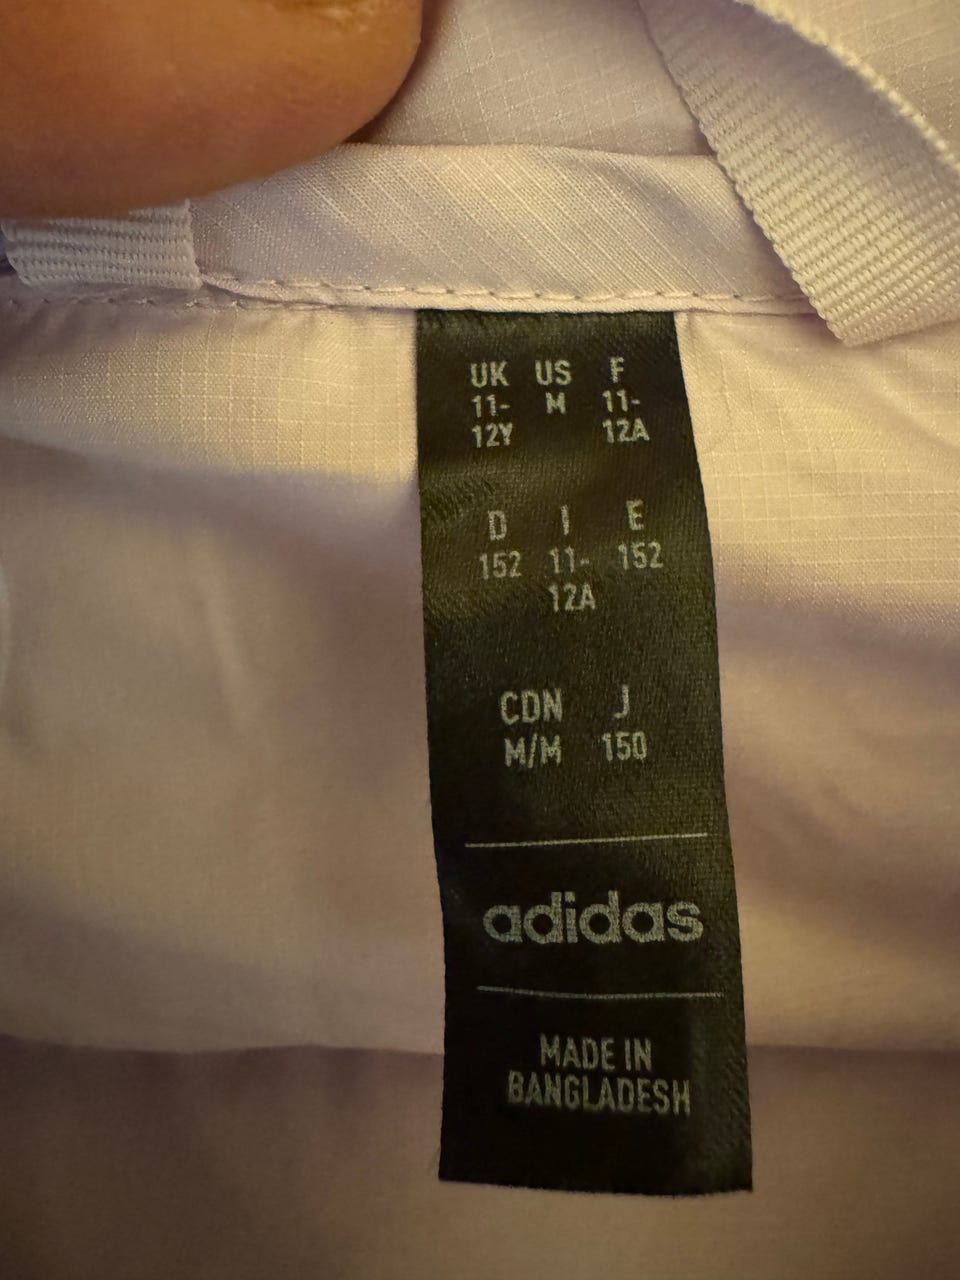 UK US F
11- M 11-
12Y 12A
D I E
152 11- 152
12A
CDN J
M/M 150
adidas
MADE IN
BANGLADESH